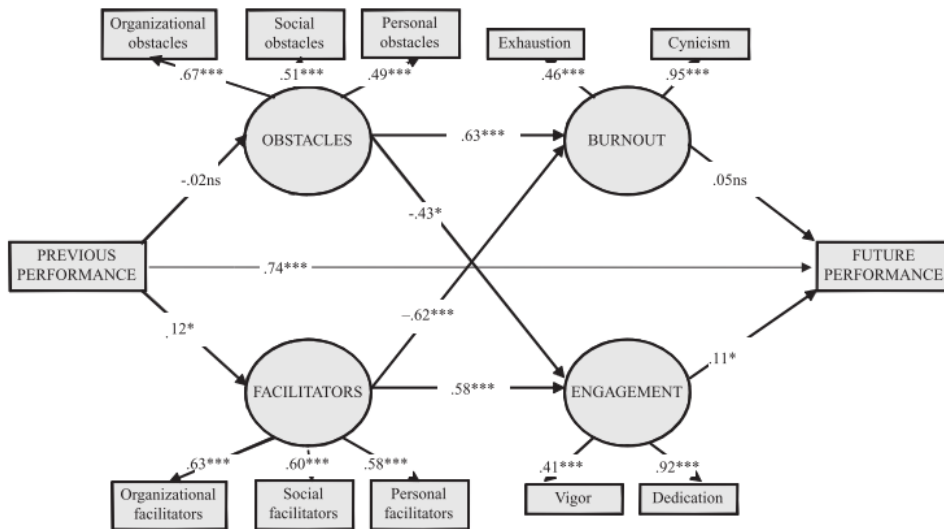 Organizational
obstacles
Social
obstacles
Personal
obstacles
Exhaustion
Cynicism
.67***
.51***
.49***
.46***
.95***
OBSTACLES
.63***
BURNOUT
-.02ns
-.43*
.05ns
PREVIOUS
PERFORMANCE
.74***
FUTURE
PERFORMANCE
.12*
–.62***
.11*
FACILITATORS
.58***
ENGAGEMENT
.63***
.60***
.58***
.41***
.92***
Organizational
facilitators
Social
facilitators
Personal
facilitators
Vigor
Dedication